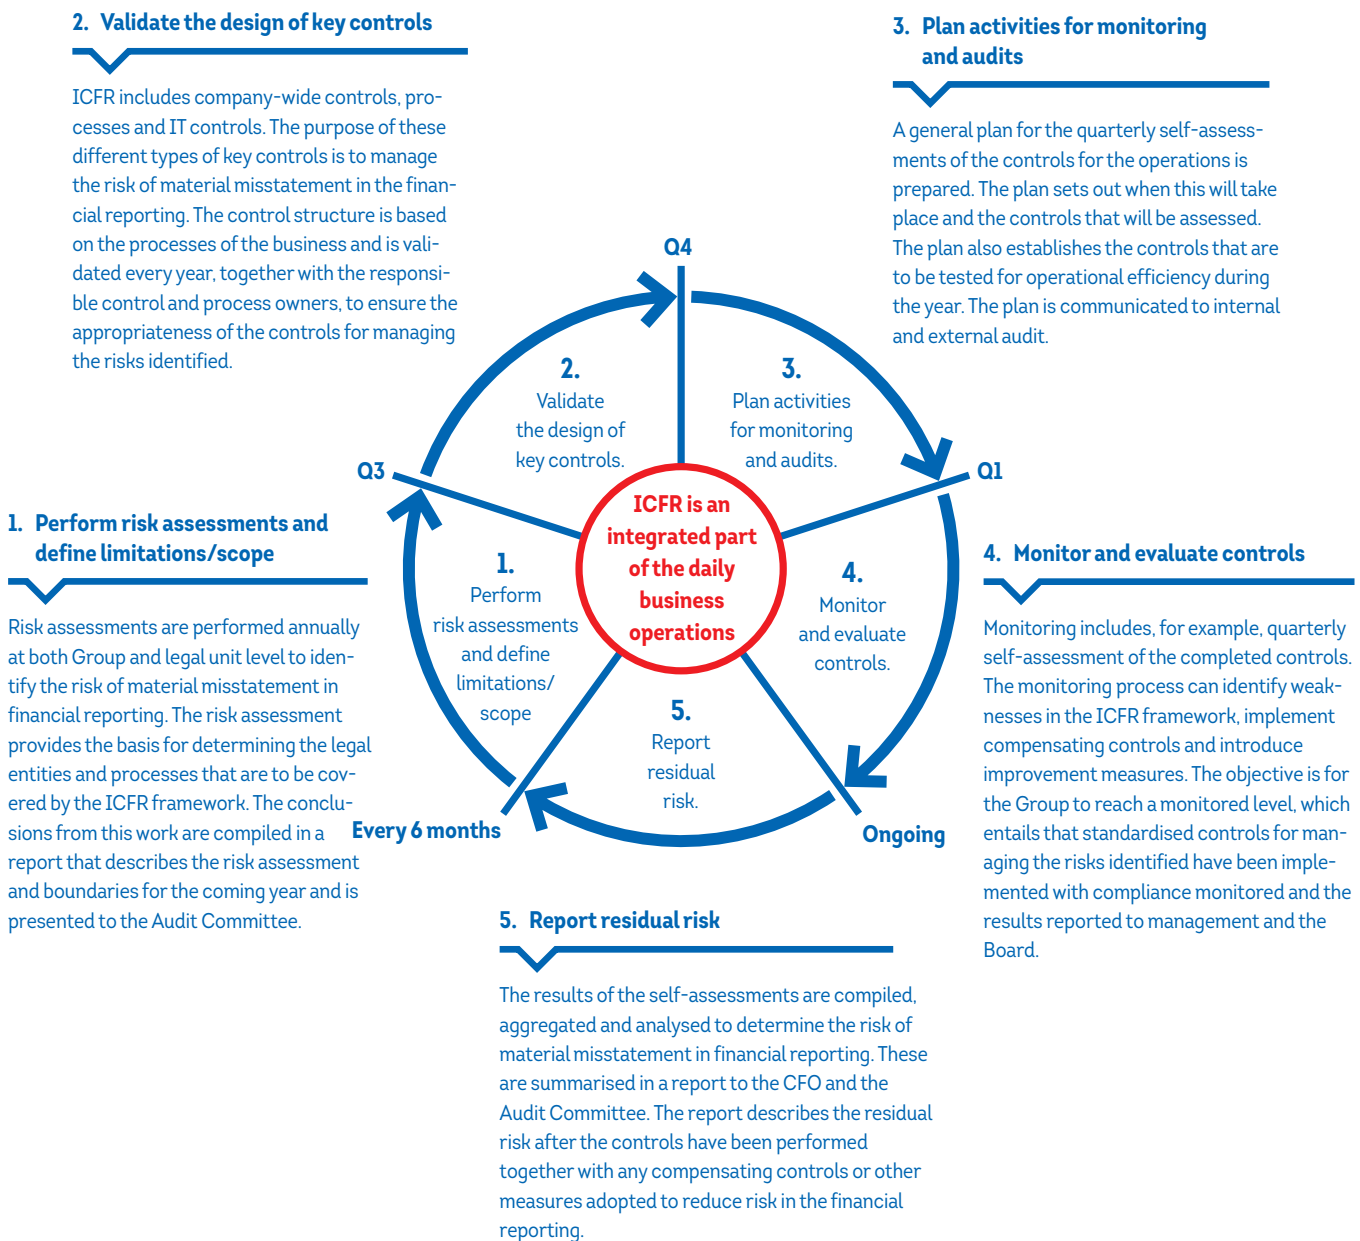 2. Validate the design of key controls
ICFR includes company-wide controls, pro-
cesses and IT controls. The purpose of these
different types of key controls is to manage
the risk of material misstatement in the finan-
cial reporting. The control structure is based
on the processes of the business and is vali-
dated every year, together with the responsi-
ble control and process owners, to ensure the
appropriateness of the controls for managing
the risks identified.
3. Plan activities for monitoring
and audits
A general plan for the quarterly self-assess-
ments of the controls for the operations is
prepared. The plan sets out when this will take
place and the controls that will be assessed.
The plan also establishes the controls that are
to be tested for operational efficiency during
the year. The plan is communicated to internal
and external audit.
Q4
2.
Validate
the design of
key controls.
3.
Plan activities
for monitoring
and audits.
Q3
Q1
ICFR is an
integrated part
of the daily
business
operations
1. Perform risk assessments and
define limitations/scope
Risk assessments are performed annually
at both Group and legal unit level to iden-
tify the risk of material misstatement in
financial reporting. The risk assessment
provides the basis for determining the legal
entities and processes that are to be cov-
ered by the ICFR framework. The conclu-
sions from this work are compiled in a
report that describes the risk assessment
and boundaries for the coming year and is
presented to the Audit Committee.
1.
Perform
risk assessments
and define
limitations/
scope
4.
Monitor
and evaluate
controls.
4. Monitor and evaluate controls
Monitoring includes, for example, quarterly
self-assessment of the completed controls.
The monitoring process can identify weak-
nesses in the ICFR framework, implement
compensating controls and introduce
improvement measures. The objective is for
the Group to reach a monitored level, which
entails that standardised controls for man-
aging the risks identified have been imple-
mented with compliance monitored and the
results reported to management and the
Board.
5.
Report
residual
risk.
Every 6 months
Ongoing
5. Report residual risk
The results of the self-assessments are compiled,
aggregated and analysed to determine the risk of
material misstatement in financial reporting. These
are summarised in a report to the CFO and the
Audit Committee. The report describes the residual
risk after the controls have been performed
together with any compensating controls or other
measures adopted to reduce risk in the financial
reporting.